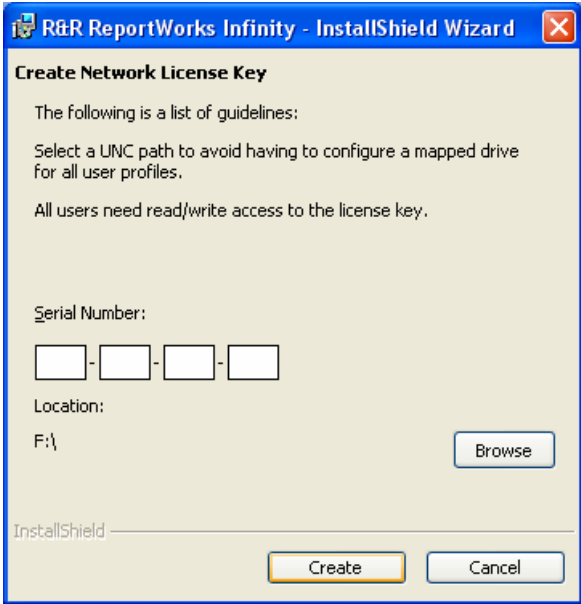 R&R ReportWorks Infinity - InstallShield Wizard
Create Network License Key
The following is a list of guidelines:
Select a UNC path to avoid having to configure a mapped drive
for all user profiles.
All users need read/write access to the license key.
Serial Number:
- - -
Location:
F:\
Browse
InstallShield
Create Cancel